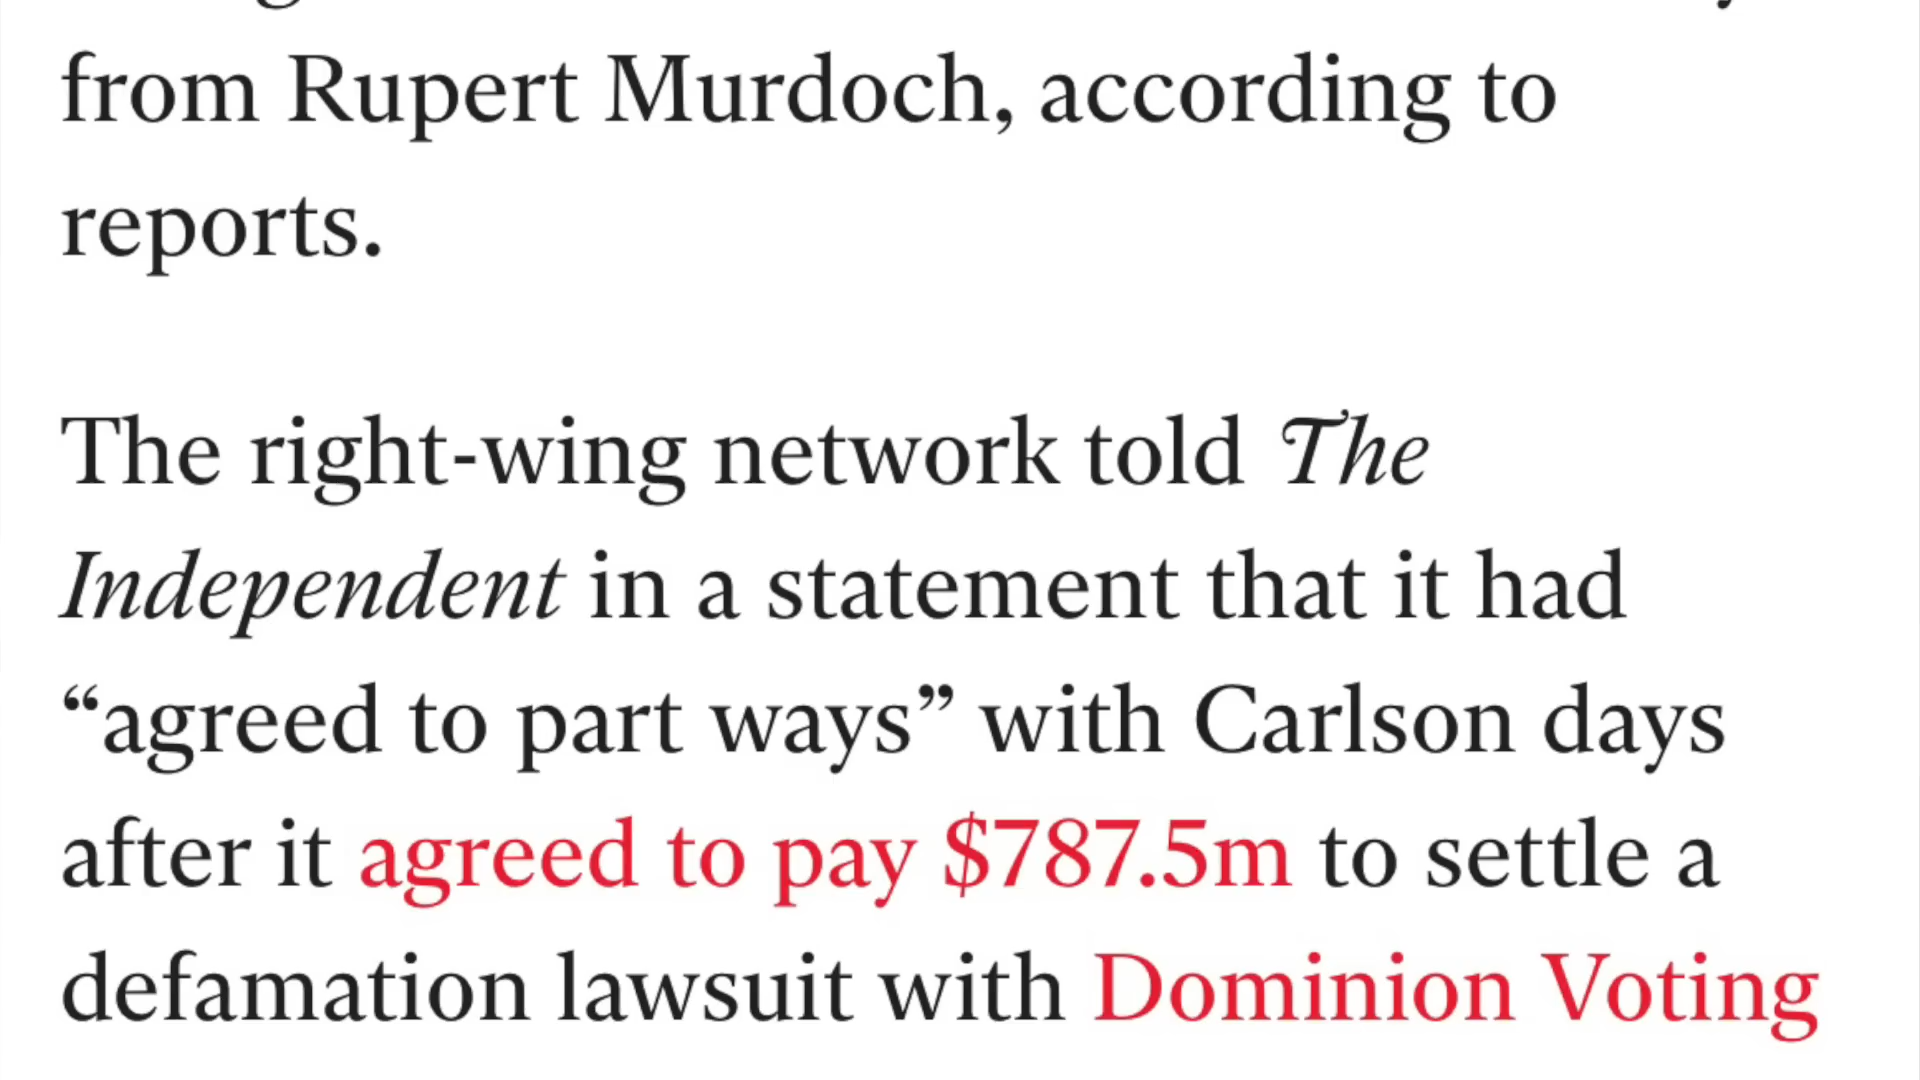 from Rupert Murdoch, according to
reports.
The right-wing network told The
Independent in a statement that it had
“agreed to part ways” with Carlson days
after it agreed to pay $787.5m to settle a
defamation lawsuit with Dominion Voting